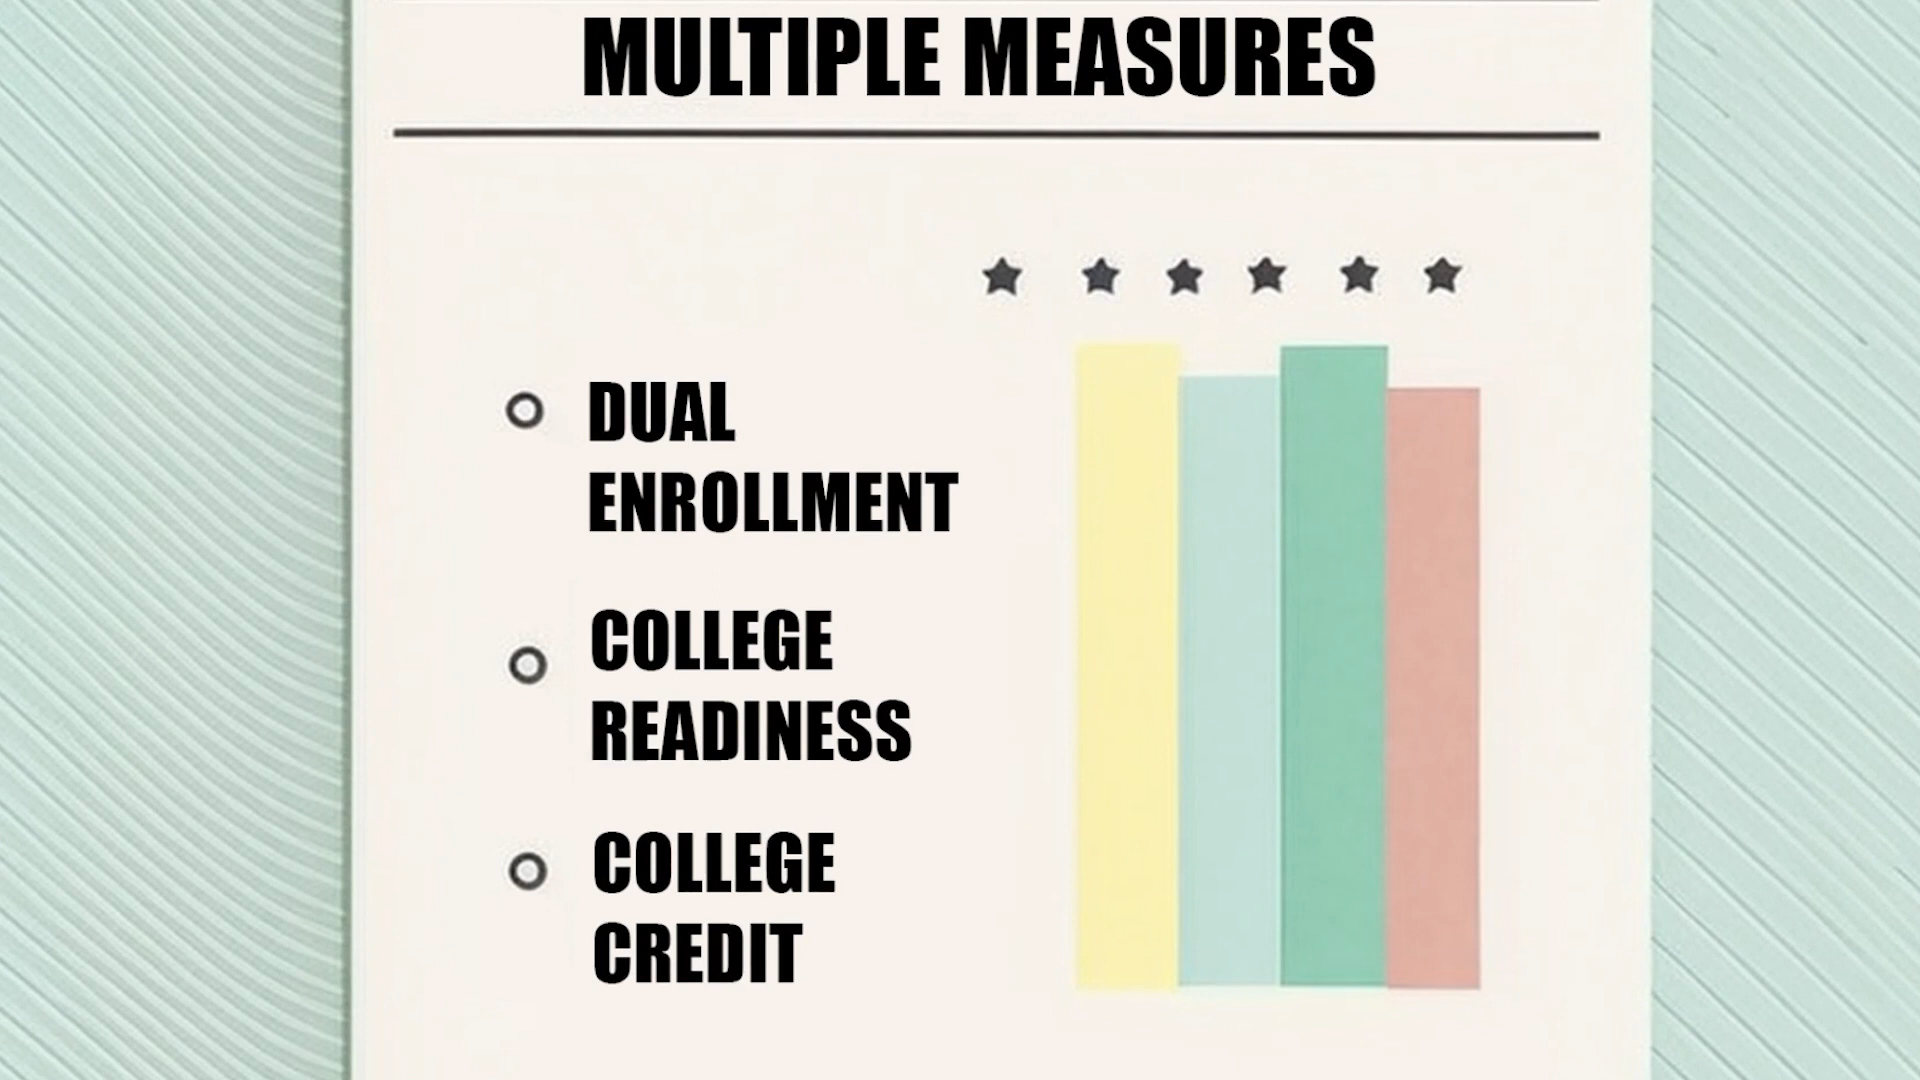 MULTIPLE MEASURES
DUAL
ENROLLMENT
COLLEGE
READINESS
COLLEGE
CREDIT